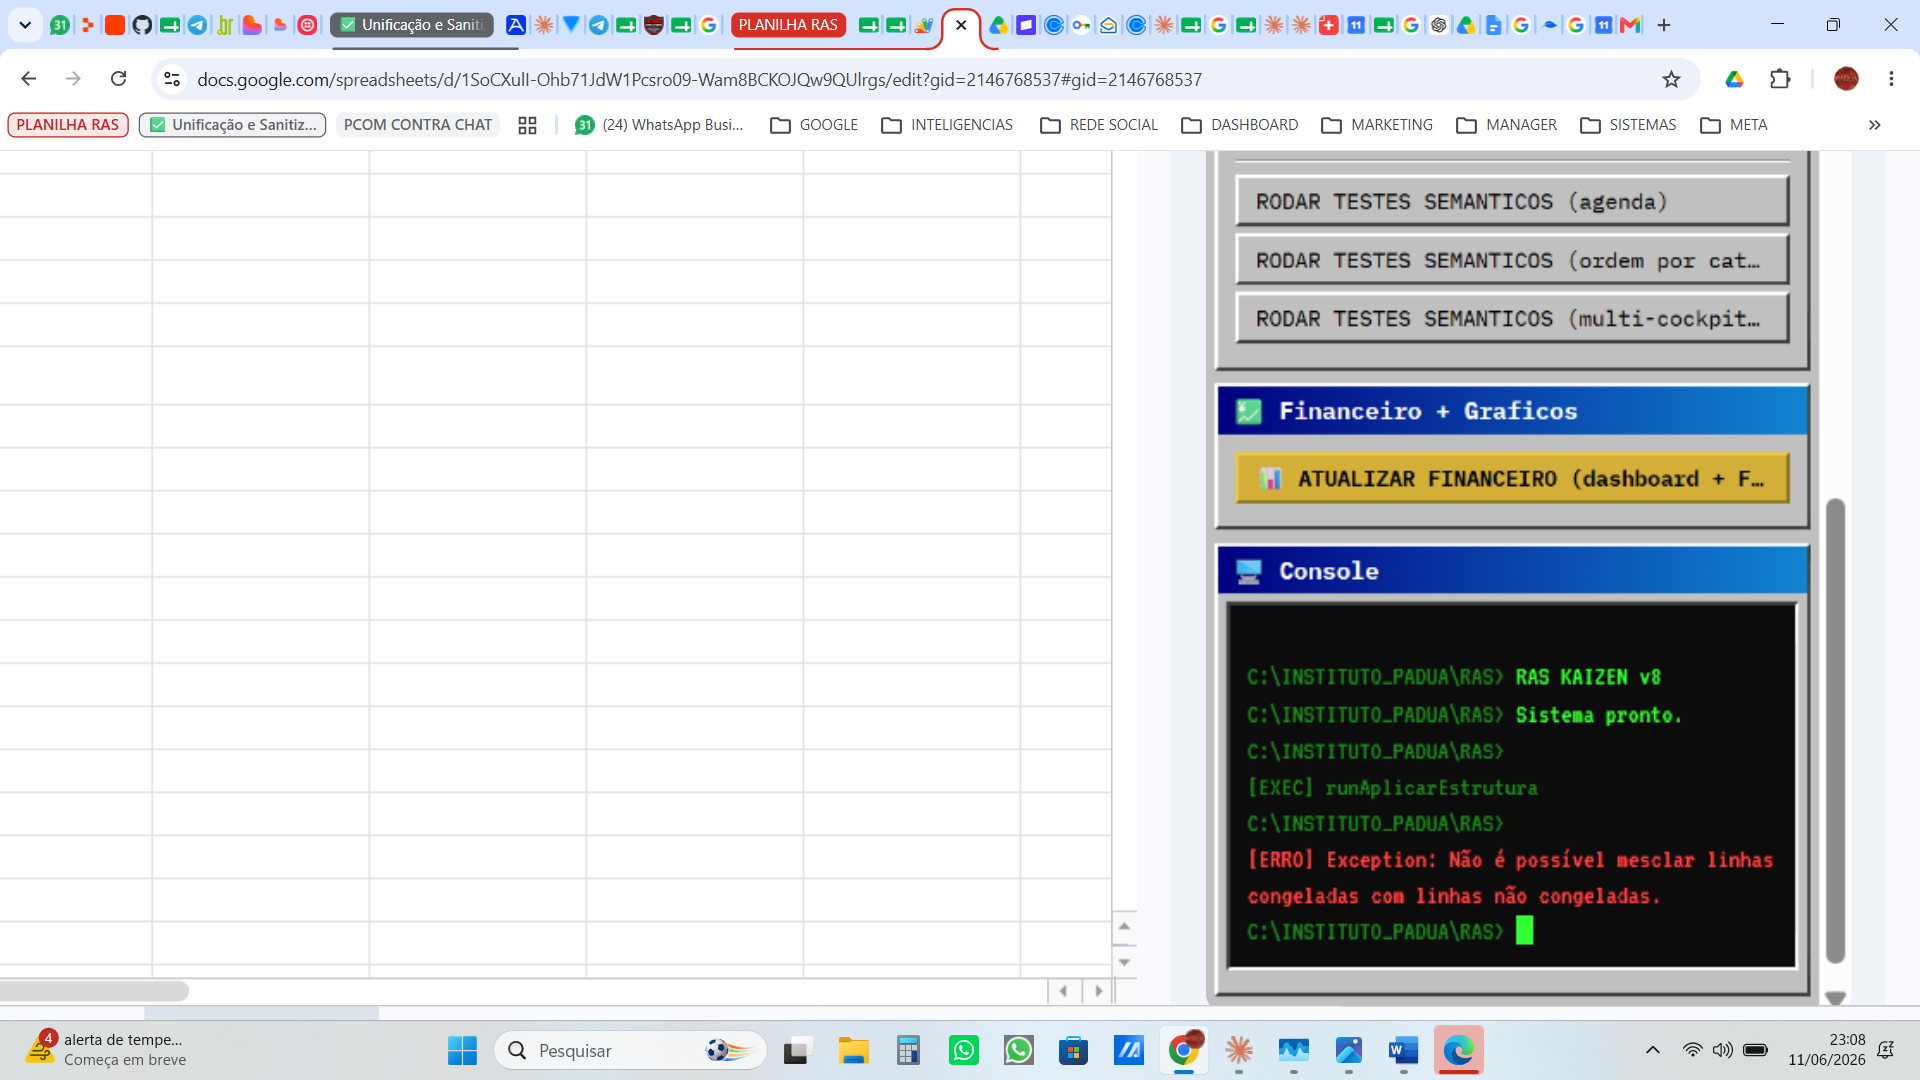 Unificação e Saniti
PLANILHA RAS
docs.google.com/spreadsheets/d/1SoCXuII-Ohb71JdW1Pcsro09-Wam8BCKOJQw9QUlrgs/edit?gid=2146768537#gid=2146768537
PLANILHA RAS
Unificação e Sanitiz...
PCOM CONTRA CHAT
31
(24) WhatsApp Busi...
GOOGLE
INTELIGENCIAS
REDE SOCIAL
DASHBOARD
MARKETING
MANAGER
SISTEMAS
META
RODAR TESTES SEMANTICOS (agenda)
RODAR TESTES SEMANTICOS (ordem por cat…
RODAR TESTES SEMANTICOS (multi-cockpit…
Financeiro + Graficos
ATUALIZAR FINANCEIRO (dashboard + F…
Console
C:\INSTITUTO_PADUA\RAS> RAS KAIZEN v8
C:\INSTITUTO_PADUA\RAS> Sistema pronto.
C:\INSTITUTO_PADUA\RAS>
[EXEC] runAplicarEstrutura
C:\INSTITUTO_PADUA\RAS>
[ERRO] Exception: Não é possível mesclar linhas
congeladas com linhas não congeladas.
C:\INSTITUTO_PADUA\RAS>
4
alerta de tempe...
Começa em breve
Pesquisar
23:08
11/06/2026